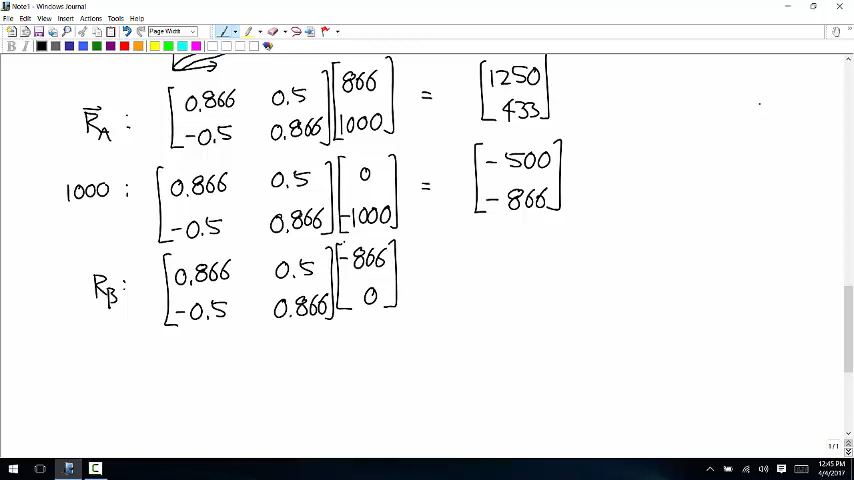 Note1 - Windows Journal
File Edit View Insert Actions Tools Help
Page Width
B I
R_A : [0.866 0.5] [866] = [1250]
[-0.5 0.866] [1000] [433]
1000 : [0.866 0.5] [0] = [-500]
[-0.5 0.866] [-1000] [-866]
R_B : [0.866 0.5] [-866]
[-0.5 0.866] [0]
1/1
12:45 PM
4/4/2017